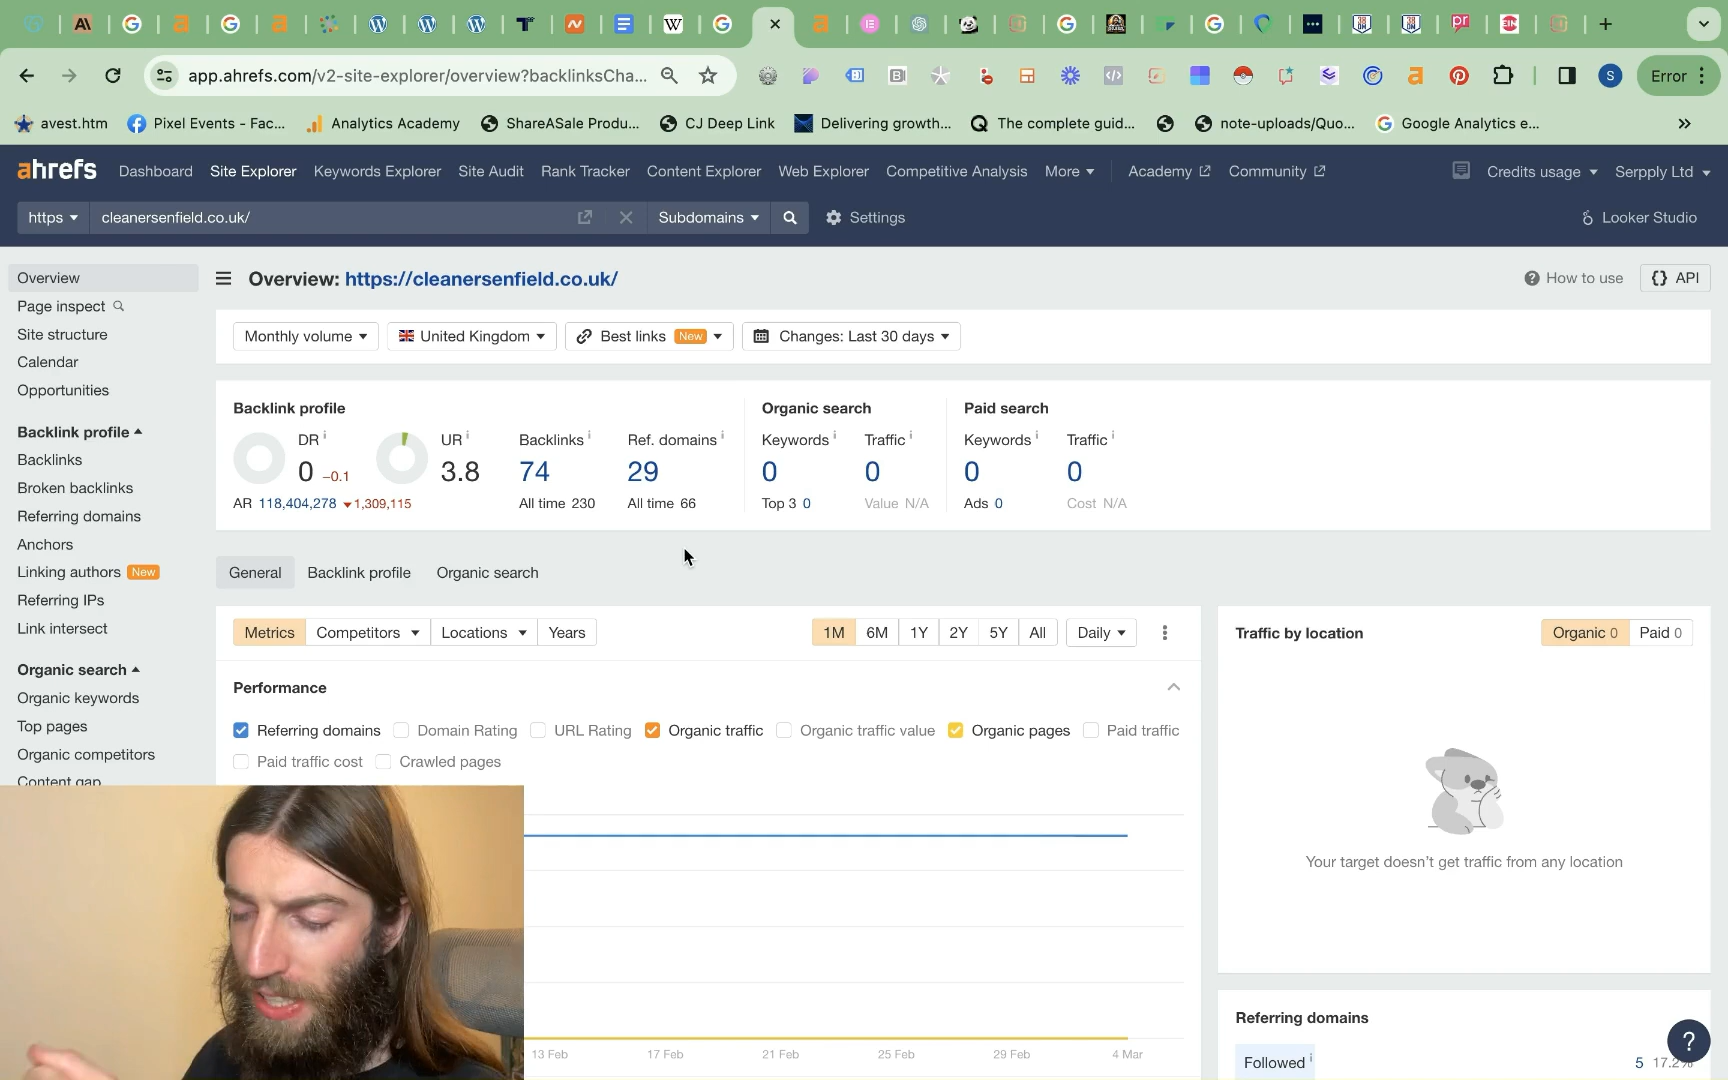 app.ahrefs.com/v2-site-explorer/overview?backlinksCha...
S
Error
avest.htm
Pixel Events - Fac...
Analytics Academy
ShareASale Produ...
CJ Deep Link
Delivering growth...
The complete guid...
note-uploads/Quo...
Google Analytics e...
ahrefs
Dashboard
Site Explorer
Keywords Explorer
Site Audit
Rank Tracker
Content Explorer
Web Explorer
Competitive Analysis
More
Academy
Community
Credits usage
Serpply Ltd
https
cleanersenfield.co.uk/
Subdomains
Settings
Looker Studio
Overview
Page inspect
Site structure
Calendar
Opportunities
Backlink profile
Backlinks
Broken backlinks
Referring domains
Anchors
Linking authors New
Referring IPs
Link intersect
Organic search
Organic keywords
Top pages
Organic competitors
Content gap
Overview: https://cleanersenfield.co.uk/
How to use
{} API
Monthly volume
United Kingdom
Best links New
Changes: Last 30 days
Backlink profile
DR
0 −0.1
AR 118,404,278 1,309,115
UR
3.8
Backlinks
74
All time 230
Ref. domains
29
All time 66
Organic search
Keywords
0
Top 3 0
Traffic
0
Value N/A
Paid search
Keywords
0
Ads 0
Traffic
0
Cost N/A
General
Backlink profile
Organic search
Metrics
Competitors
Locations
Years
1M
6M
1Y
2Y
5Y
All
Daily
Performance
Referring domains
Domain Rating
URL Rating
Organic traffic
Organic traffic value
Organic pages
Paid traffic
Paid traffic cost
Crawled pages
13 Feb
17 Feb
21 Feb
25 Feb
29 Feb
4 Mar
Traffic by location
Organic 0
Paid 0
Your target doesn't get traffic from any location
Referring domains
Followed
5 17.2%
?